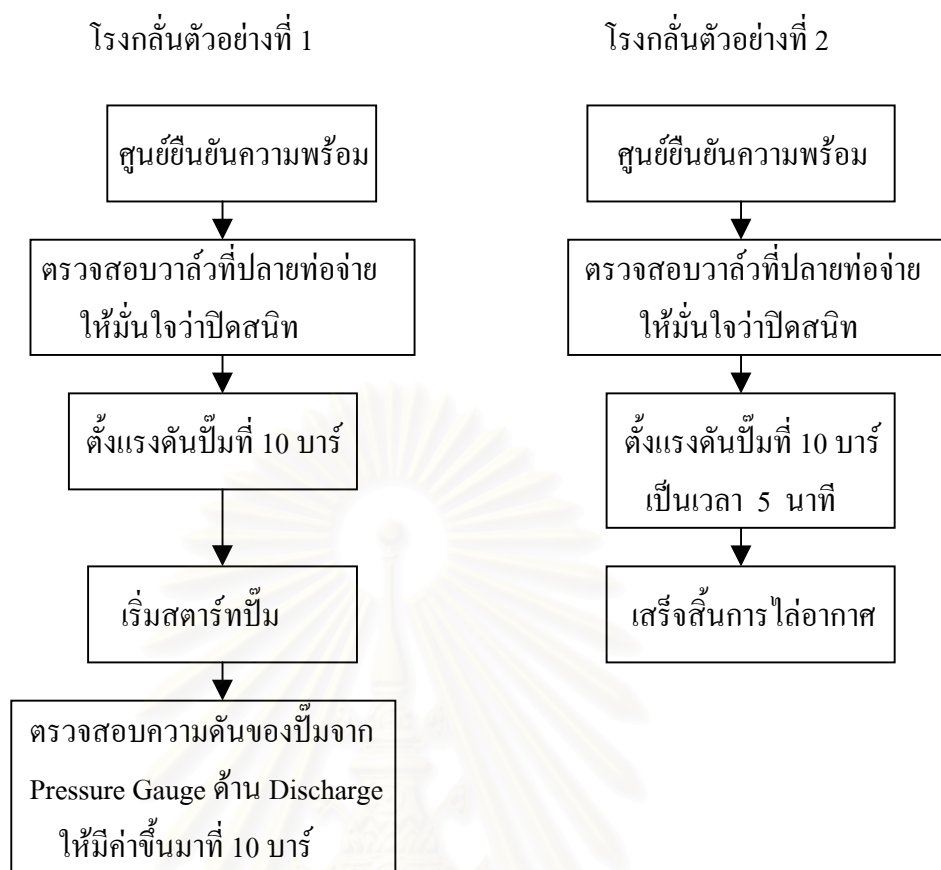 โรงกลั่นตัวอย่างที่ 1
ศูนย์ยืนยันความพร้อม
ตรวจสอบวาล์วที่ปลายท่อจ่าย
ให้มั่นใจว่าปิดสนิท
ตั้งแรงดันปั๊มที่ 10 บาร์
เริ่มสตาร์ทปั๊ม
ตรวจสอบความดันของปั๊มจาก
Pressure Gauge ด้าน Discharge
ให้มีค่าขึ้นมาที่ 10 บาร์
โรงกลั่นตัวอย่างที่ 2
ศูนย์ยืนยันความพร้อม
ตรวจสอบวาล์วที่ปลายท่อจ่าย
ให้มั่นใจว่าปิดสนิท
ตั้งแรงดันปั๊มที่ 10 บาร์
เป็นเวลา 5 นาที
เสร็จสิ้นการไล่อากาศ